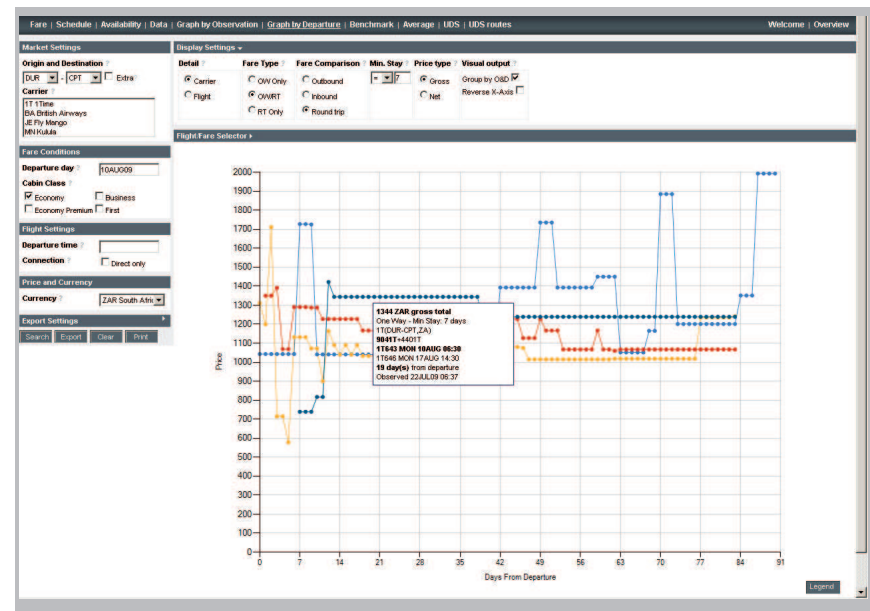 Fare | Schedule | Availability | Data | Graph by Observation | Graph by Departure | Benchmark | Average | UDS | UDS routes
Welcome | Overview
Market Settings
Origin and Destination ?
DUR - CPT Extra ?
Carrier ?
1T 1Time
BA British Airways
JE Fly Mango
MN Kulula
Fare Conditions
Departure day ? 10AUG09
Cabin Class ?
Economy Business
Economy Premium First
Flight Settings
Departure time ?
Connection ? Direct only
Price and Currency
Currency ? ZAR South Afric
Export Settings
Search Export Clear Print
Display Settings
Detail ? Fare Type ? Fare Comparison ? Min. Stay ? Price type ? Visual output ?
Carrier OW Only Outbound = 7 Gross Group by O&D
Flight OW/RT Inbound Net Reverse X-Axis
RT Only Round trip
Flight/Fare Selector
2000
1900
1800
1700
1600
1500
1400
1300
1200
1100
1000
900
800
700
600
500
400
300
200
100
0
Price
1344 ZAR gross total
One Way - Min Stay: 7 days
1T(DUR-CPT,ZA)
9041T+4401T
1T643 MON 10AUG 06:30
1T646 MON 17AUG 14:30
19 day(s) from departure
Observed 22JUL09 06:37
0 7 14 21 28 35 42 49 56 63 70 77 84 91
Days From Departure
Legend